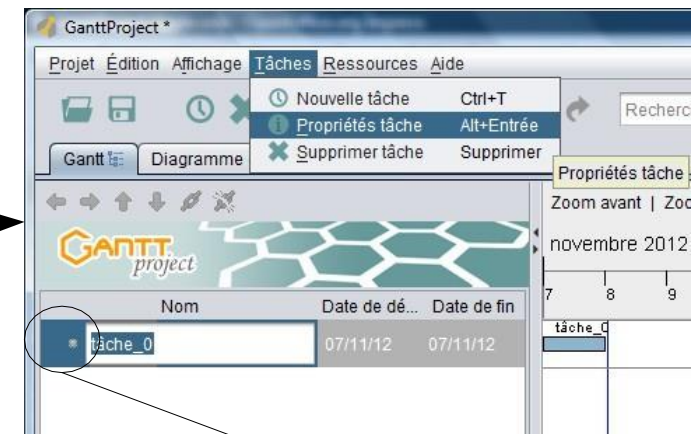 GanttProject *
Projet Édition Affichage Tâches Ressources Aide
Nouvelle tâche Ctrl+T
Propriétés tâche Alt+Entrée
Supprimer tâche Supprimer
Recherc
Gantt Diagramme
Propriétés tâche
Zoom avant | Zoo
GANTT
project
novembre 2012
7 8 9
Nom Date de dé... Date de fin
tâche_0 07/11/12 07/11/12
tâche_0